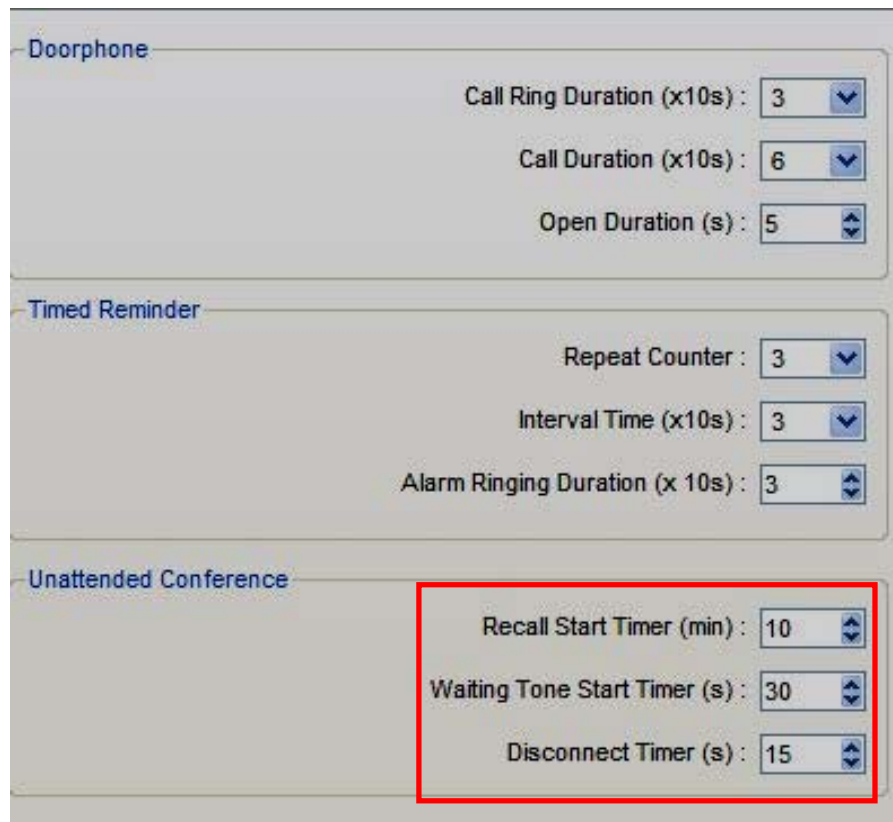 Doorphone
Call Ring Duration (x10s) : 3
Call Duration (x10s) : 6
Open Duration (s) : 5
Timed Reminder
Repeat Counter : 3
Interval Time (x10s) : 3
Alarm Ringing Duration (x 10s) : 3
Unattended Conference
Recall Start Timer (min) : 10
Waiting Tone Start Timer (s) : 30
Disconnect Timer (s) : 15